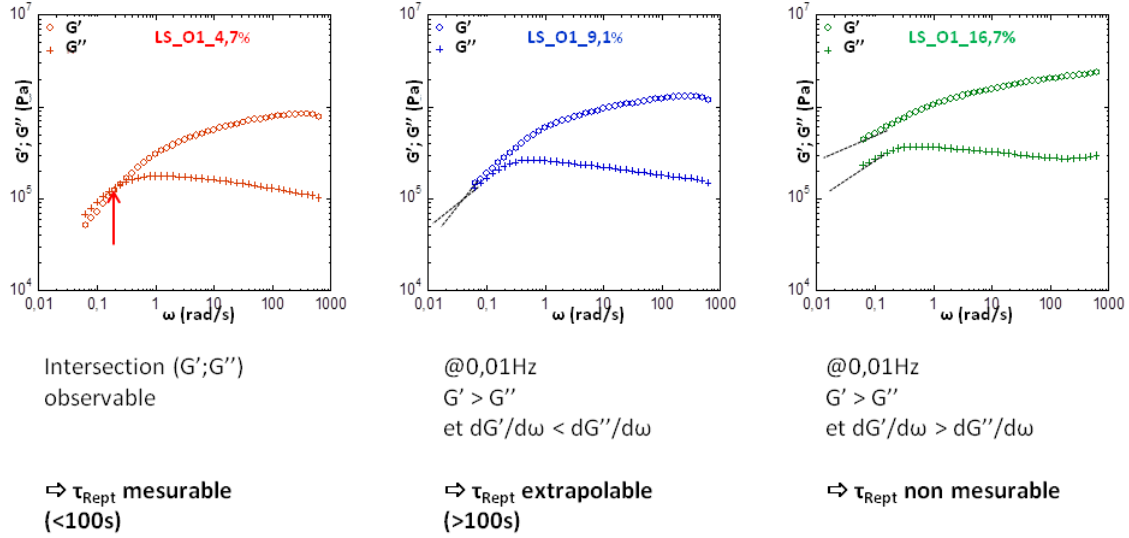 G'
G''
LS_O1_4,7%
10⁷
G'; G'' (Pa)
10⁶
10⁵
10⁴
0,01
0,1
1
10
100
1000
ω (rad/s)
G'
G''
LS_O1_9,1%
10⁷
G'; G'' (Pa)
10⁶
10⁵
10⁴
0,01
0,1
1
10
100
1000
ω (rad/s)
G'
G''
LS_O1_16,7%
10⁷
G'; G'' (Pa)
10⁶
10⁵
10⁴
0,01
0,1
1
10
100
1000
ω (rad/s)
Intersection (G';G'')
observable
⇨ τRept mesurable
(<100s)
@0,01Hz
G' > G''
et dG'/dω < dG''/dω
⇨ τRept extrapolable
(>100s)
@0,01Hz
G' > G''
et dG'/dω > dG''/dω
⇨ τRept non mesurable